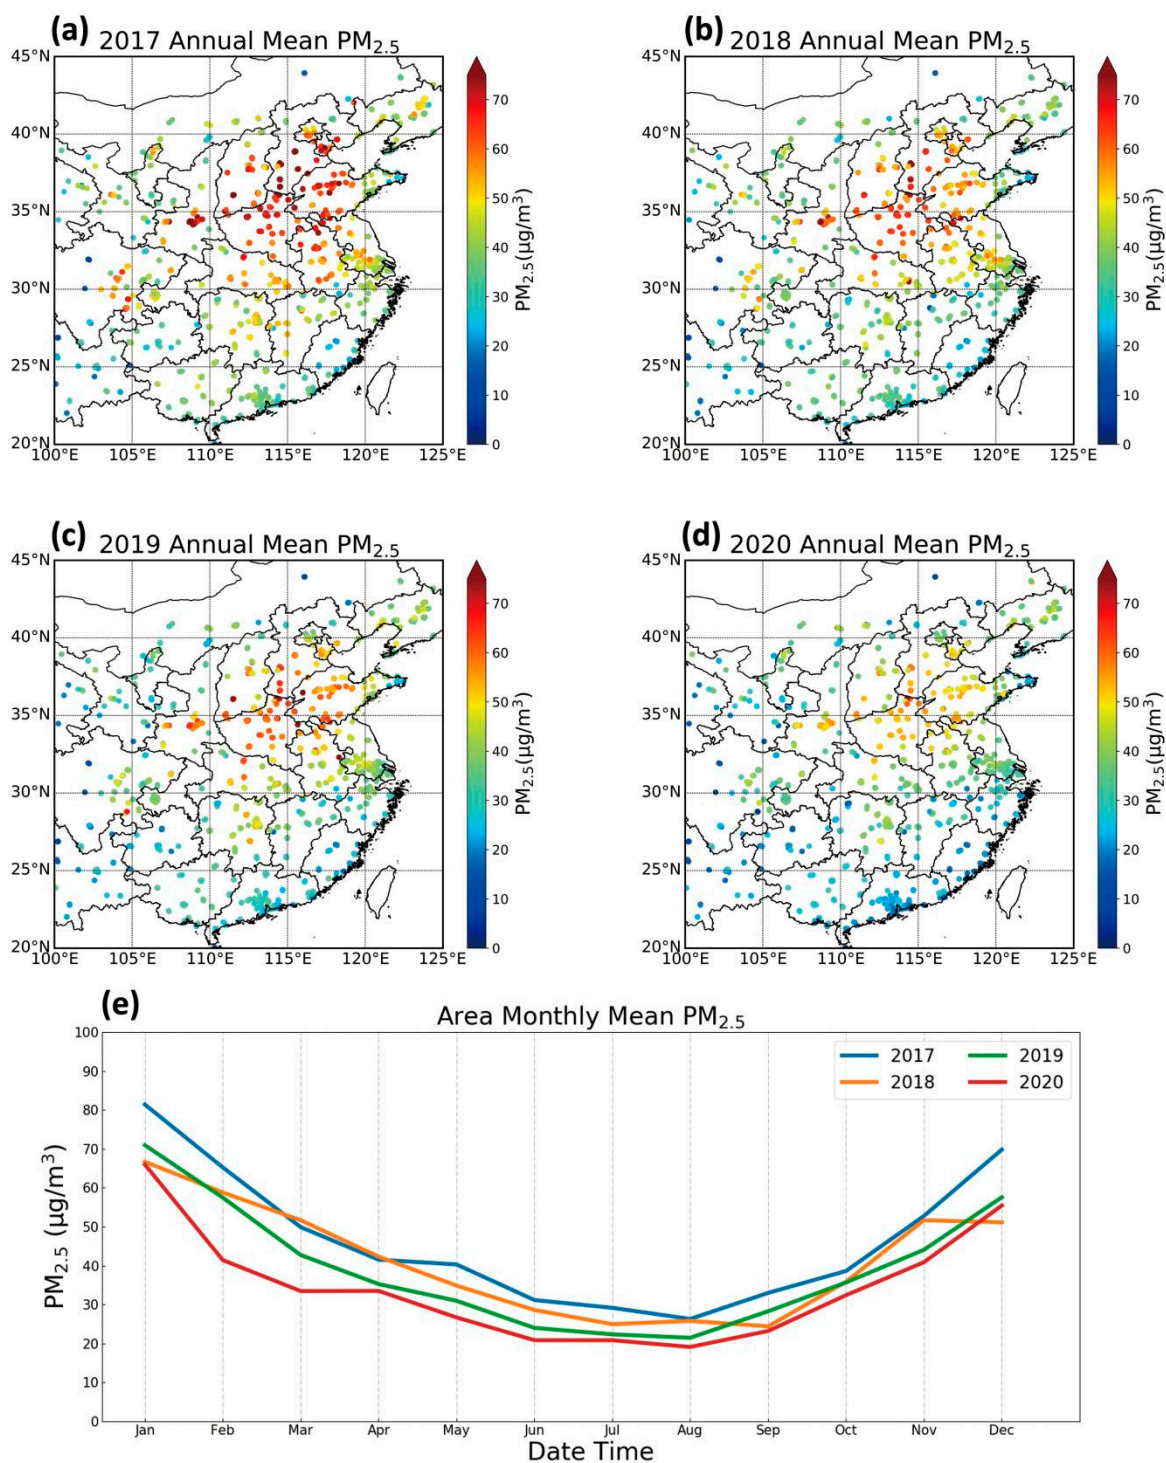 (a) 2017 Annual Mean PM2.5
(b) 2018 Annual Mean PM2.5
45°N
40°N
35°N
30°N
25°N
20°N
100°E 105°E 110°E 115°E 120°E 125°E
70
60
50
40
30
20
10
0
PM2.5(μg/m3)
45°N
40°N
35°N
30°N
25°N
20°N
100°E 105°E 110°E 115°E 120°E 125°E
70
60
50
40
30
20
10
0
PM2.5(μg/m3)
(c) 2019 Annual Mean PM2.5
(d) 2020 Annual Mean PM2.5
45°N
40°N
35°N
30°N
25°N
20°N
100°E 105°E 110°E 115°E 120°E 125°E
70
60
50
40
30
20
10
0
PM2.5(μg/m3)
45°N
40°N
35°N
30°N
25°N
20°N
100°E 105°E 110°E 115°E 120°E 125°E
70
60
50
40
30
20
10
0
PM2.5(μg/m3)
(e)
Area Monthly Mean PM2.5
2017 2019
2018 2020
100
90
80
70
60
50
40
30
20
10
0
PM2.5 (μg/m3)
Jan Feb Mar Apr May Jun Jul Aug Sep Oct Nov Dec
Date Time